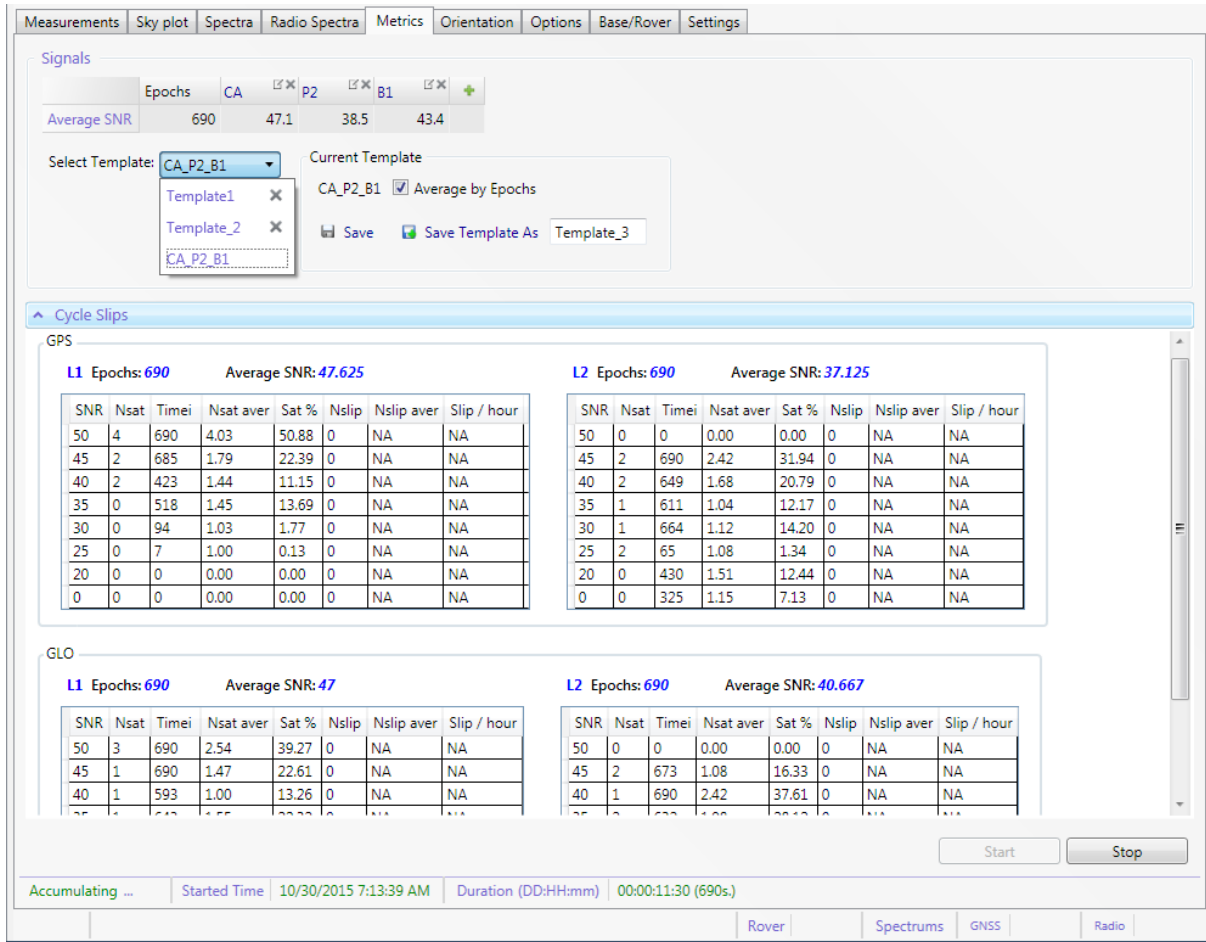 Measurements Sky plot Spectra Radio Spectra Metrics Orientation Options Base/Rover Settings
Signals
Epochs CA P2 B1
Average SNR 690 47.1 38.5 43.4
Select Template: CA_P2_B1
Template1
Template_2
CA_P2_B1
Current Template
CA_P2_B1 Average by Epochs
Save Save Template As Template_3
Cycle Slips
GPS
L1 Epochs: 690 Average SNR: 47.625
SNR Nsat Timei Nsat aver Sat % Nslip Nslip aver Slip / hour
50 4 690 4.03 50.88 0 NA NA
45 2 685 1.79 22.39 0 NA NA
40 2 423 1.44 11.15 0 NA NA
35 0 518 1.45 13.69 0 NA NA
30 0 94 1.03 1.77 0 NA NA
25 0 7 1.00 0.13 0 NA NA
20 0 0 0.00 0.00 0 NA NA
0 0 0 0.00 0.00 0 NA NA
L2 Epochs: 690 Average SNR: 37.125
SNR Nsat Timei Nsat aver Sat % Nslip Nslip aver Slip / hour
50 0 0 0.00 0.00 0 NA NA
45 2 690 2.42 31.94 0 NA NA
40 2 649 1.68 20.79 0 NA NA
35 1 611 1.04 12.17 0 NA NA
30 1 664 1.12 14.20 0 NA NA
25 2 65 1.08 1.34 0 NA NA
20 0 430 1.51 12.44 0 NA NA
0 0 325 1.15 7.13 0 NA NA
GLO
L1 Epochs: 690 Average SNR: 47
SNR Nsat Timei Nsat aver Sat % Nslip Nslip aver Slip / hour
50 3 690 2.54 39.27 0 NA NA
45 1 690 1.47 22.61 0 NA NA
40 1 593 1.00 13.26 0 NA NA
L2 Epochs: 690 Average SNR: 40.667
SNR Nsat Timei Nsat aver Sat % Nslip Nslip aver Slip / hour
50 0 0 0.00 0.00 0 NA NA
45 2 673 1.08 16.33 0 NA NA
40 1 690 2.42 37.61 0 NA NA
Start Stop
Accumulating ... Started Time 10/30/2015 7:13:39 AM Duration (DD:HH:mm) 00:00:11:30 (690s.)
Rover Spectrums GNSS Radio